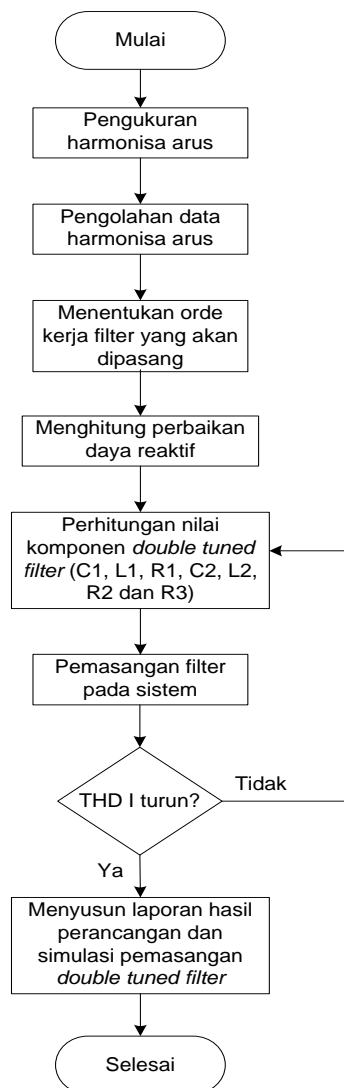 Mulai
Pengukuran
harmonisa arus
Pengolahan data
harmonisa arus
Menentukan orde
kerja filter yang akan
dipasang
Menghitung perbaikan
daya reaktif
Perhitungan nilai
komponen double tuned
filter (C1, L1, R1, C2, L2,
R2 dan R3)
Pemasangan filter
pada sistem
THD I turun?
Tidak
Ya
Menyusun laporan hasil
perancangan dan
simulasi pemasangan
double tuned filter
Selesai